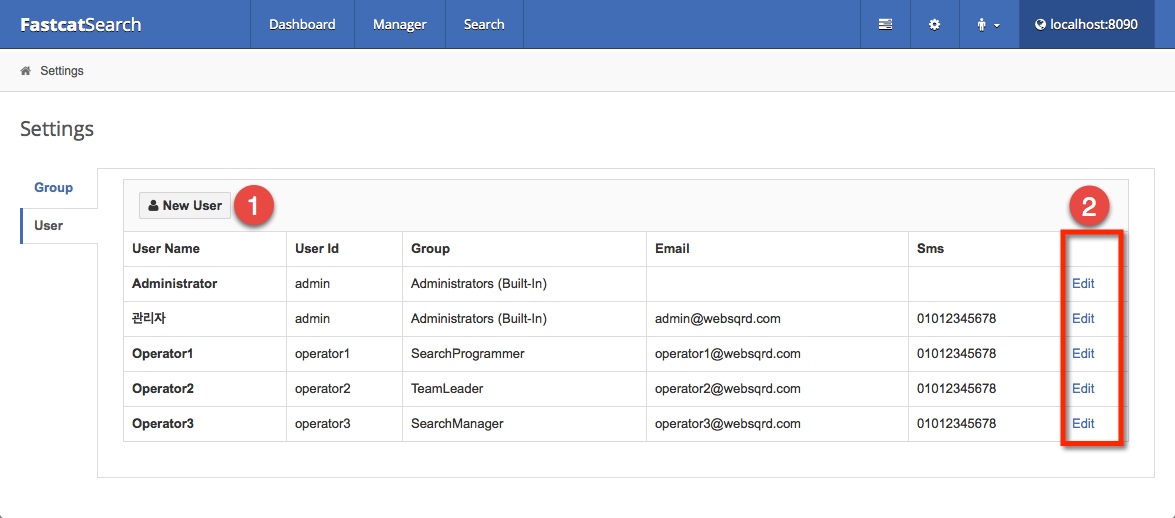 FastcatSearch Dashboard Manager Search localhost:8090
Settings
Settings
Group
User
New User 1 2
User Name User Id Group Email Sms
Administrator admin Administrators (Built-In) Edit
관리자 admin Administrators (Built-In) admin@websqrd.com 01012345678 Edit
Operator1 operator1 SearchProgrammer operator1@websqrd.com 01012345678 Edit
Operator2 operator2 TeamLeader operator2@websqrd.com 01012345678 Edit
Operator3 operator3 SearchManager operator3@websqrd.com 01012345678 Edit